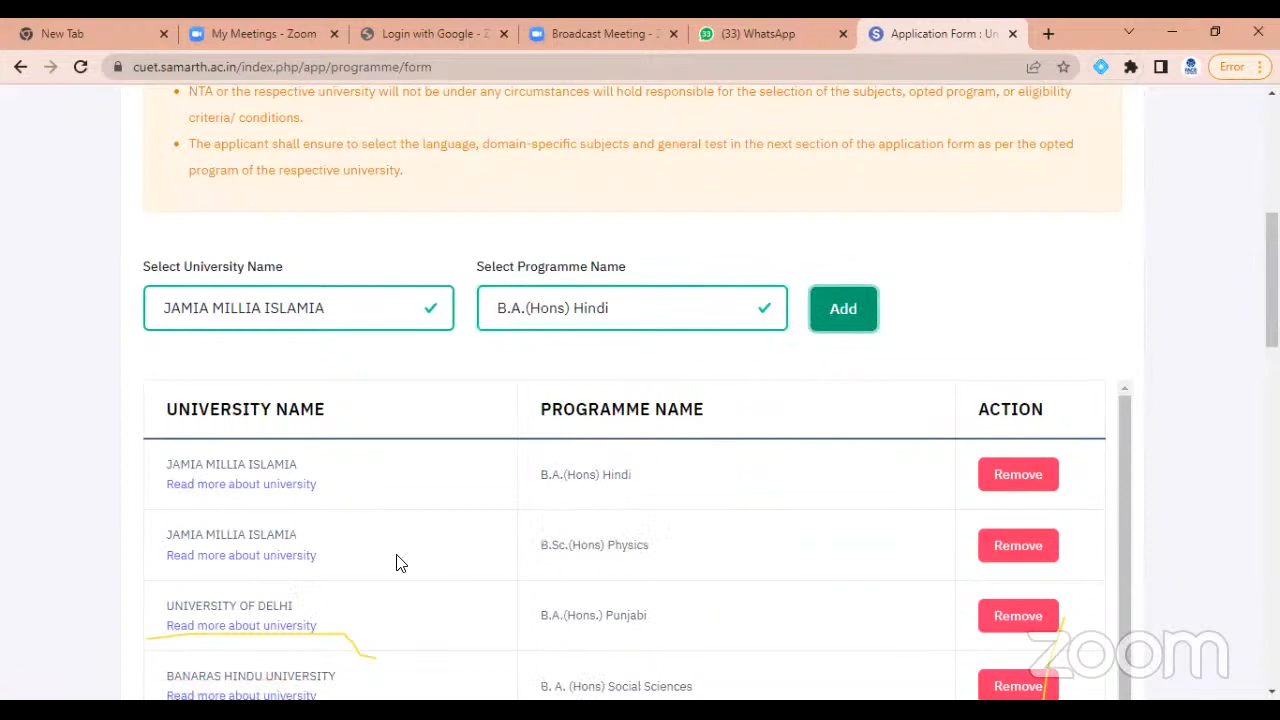 New Tab
My Meetings - Zoom
Login with Google - Z
Broadcast Meeting - Z
(33) WhatsApp
Application Form : Un
cuet.samarth.ac.in/index.php/app/programme/form
Error
NTA or the respective university will not be under any circumstances will hold responsible for the selection of the subjects, opted program, or eligibility
criteria/ conditions.
The applicant shall ensure to select the language, domain-specific subjects and general test in the next section of the application form as per the opted
program of the respective university.
Select University Name
Select Programme Name
JAMIA MILLIA ISLAMIA
B.A.(Hons) Hindi
Add
UNIVERSITY NAME
PROGRAMME NAME
ACTION
JAMIA MILLIA ISLAMIA
Read more about university
B.A.(Hons) Hindi
Remove
JAMIA MILLIA ISLAMIA
Read more about university
B.Sc.(Hons) Physics
Remove
UNIVERSITY OF DELHI
Read more about university
B.A.(Hons.) Punjabi
Remove
BANARAS HINDU UNIVERSITY
Read more about university
B. A. (Hons) Social Sciences
Remove
zoom